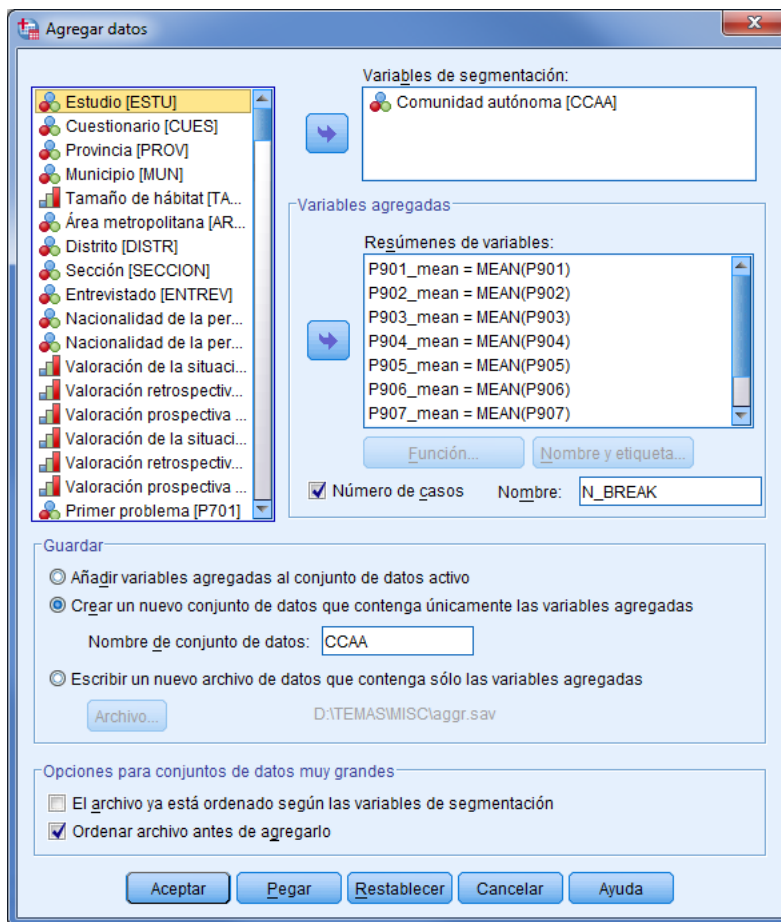 Agregar datos
Estudio [ESTU]
Cuestionario [CUES]
Provincia [PROV]
Municipio [MUN]
Tamaño de hábitat [TA...
Área metropolitana [AR...
Distrito [DISTR]
Sección [SECCION]
Entrevistado [ENTREV]
Nacionalidad de la per...
Nacionalidad de la per...
Valoración de la situaci...
Valoración retrospectiv...
Valoración prospectiva ...
Valoración de la situaci...
Valoración retrospectiv...
Valoración prospectiva ...
Primer problema [P701]
Variables de segmentación:
Comunidad autónoma [CCAA]
Variables agregadas
Resúmenes de variables:
P901_mean = MEAN(P901)
P902_mean = MEAN(P902)
P903_mean = MEAN(P903)
P904_mean = MEAN(P904)
P905_mean = MEAN(P905)
P906_mean = MEAN(P906)
P907_mean = MEAN(P907)
Función... Nombre y etiqueta...
Número de casos Nombre: N_BREAK
Guardar
Añadir variables agregadas al conjunto de datos activo
Crear un nuevo conjunto de datos que contenga únicamente las variables agregadas
Nombre de conjunto de datos: CCAA
Escribir un nuevo archivo de datos que contenga sólo las variables agregadas
Archivo... D:\TEMAS\MISC\aggr.sav
Opciones para conjuntos de datos muy grandes
El archivo ya está ordenado según las variables de segmentación
Ordenar archivo antes de agregarlo
Aceptar Pegar Restablecer Cancelar Ayuda